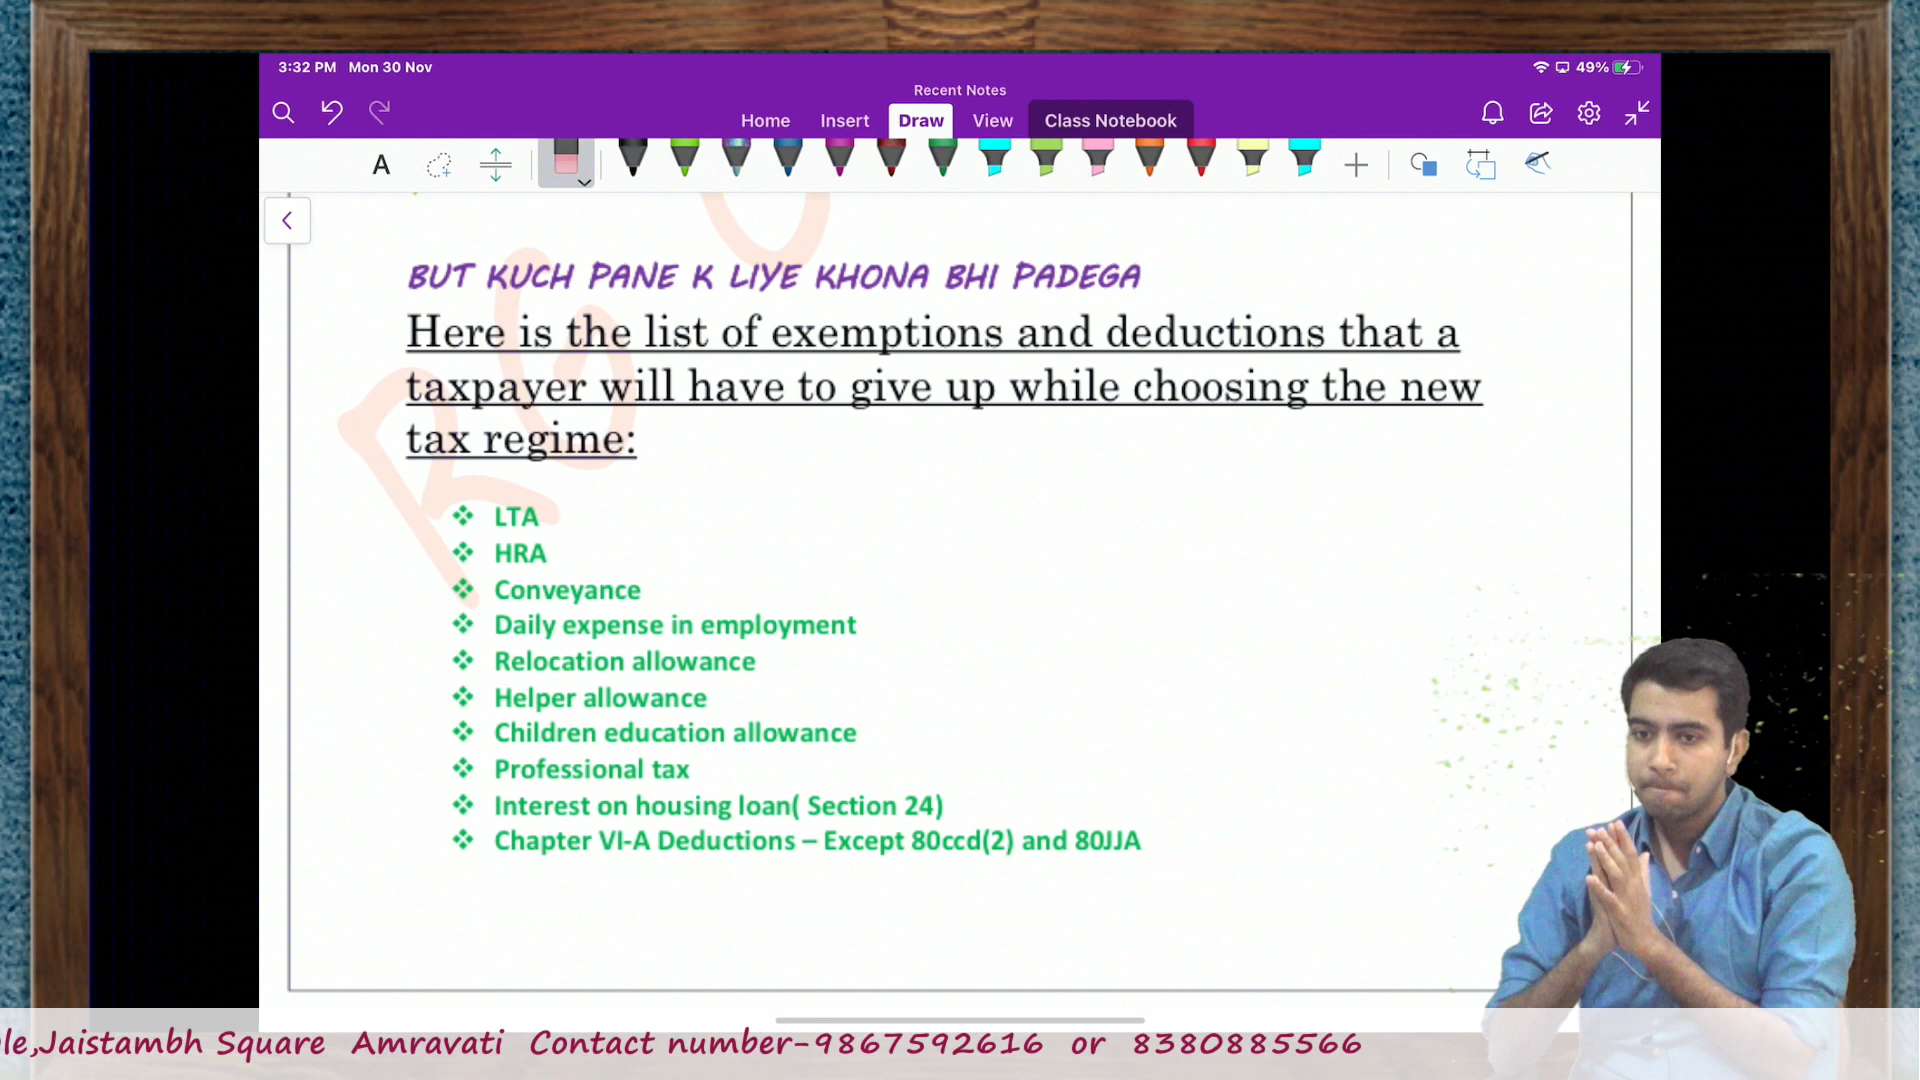 3:32 PM Mon 30 Nov
49%
Recent Notes
Home Insert Draw View Class Notebook
A
BUT KUCH PANE K LIYE KHONA BHI PADEGA
Here is the list of exemptions and deductions that a
taxpayer will have to give up while choosing the new
tax regime:
❖ LTA
❖ HRA
❖ Conveyance
❖ Daily expense in employment
❖ Relocation allowance
❖ Helper allowance
❖ Children education allowance
❖ Professional tax
❖ Interest on housing loan( Section 24)
❖ Chapter VI-A Deductions – Except 80ccd(2) and 80JJA
le,Jaistambh Square Amravati Contact number-9867592616 or 8380885566